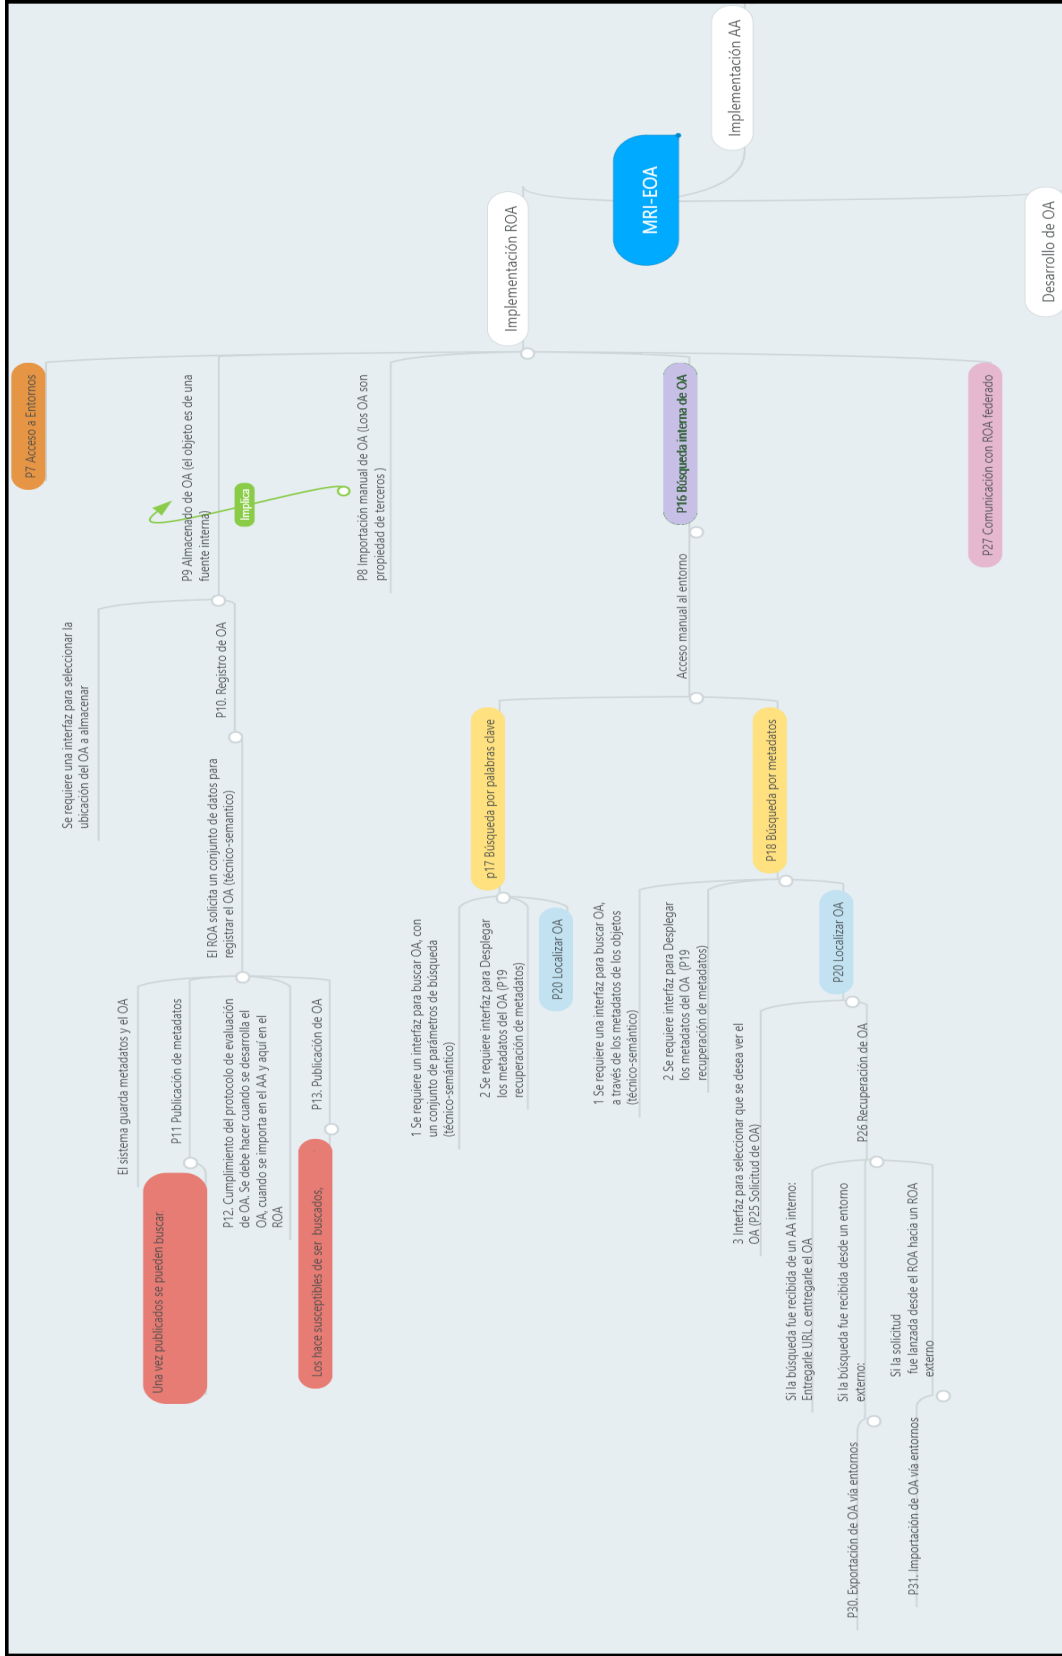 MRI-EOA
Implementación AA
Desarrollo de OA
Implementación ROA
P7 Acceso a Entornos
P9 Almacenado de OA (el objeto es de una
fuente interna)
Implica
P8 Importación manual de OA (Los OA son
propiedad de terceros )
P16 Búsqueda interna de OA
P27 Comunicación con ROA federado
Se requiere una interfaz para seleccionar la
ubicación del OA a almacenar
P10. Registro de OA
El ROA solicita un conjunto de datos para
registrar el OA (técnico-semantico)
El sistema guarda metadatos y el OA
P11 Publicación de metadatos
Una vez publicados se pueden buscar.
P12. Cumplimiento del protocolo de evaluación
de OA. Se debe hacer cuando se desarrolla el
OA, cuando se importa en el AA y aquí en el
ROA
P13. Publicación de OA
Los hace susceptibles de ser buscados,
Acceso manual al entorno
p17 Búsqueda por palabras clave
1 Se requiere un interfaz para buscar OA, con
un conjunto de parámetros de búsqueda
(técnico-semántico)
2 Se requiere interfaz para Desplegar
los metadatos del OA (P19
recuperación de metadatos)
P20 Localizar OA
P18 Búsqueda por metadatos
1 Se requiere una interfaz para buscar OA,
a través de los metadatos de los objetos
(técnico-semántico)
2 Se requiere interfaz para Desplegar
los metadatos del OA (P19
recuperación de metadatos)
P20 Localizar OA
3 Interfaz para seleccionar que se desea ver el
OA (P25 Solicitud de OA)
P26 Recuperación de OA
Si la búsqueda fue recibida de un AA interno:
Entregarle URL o entregarle el OA
Si la búsqueda fue recibida desde un entorno
externo:
P30. Exportación de OA vía entornos
Si la solicitud
fue lanzada desde el ROA hacia un ROA
externo
P31. Importación de OA vía entornos